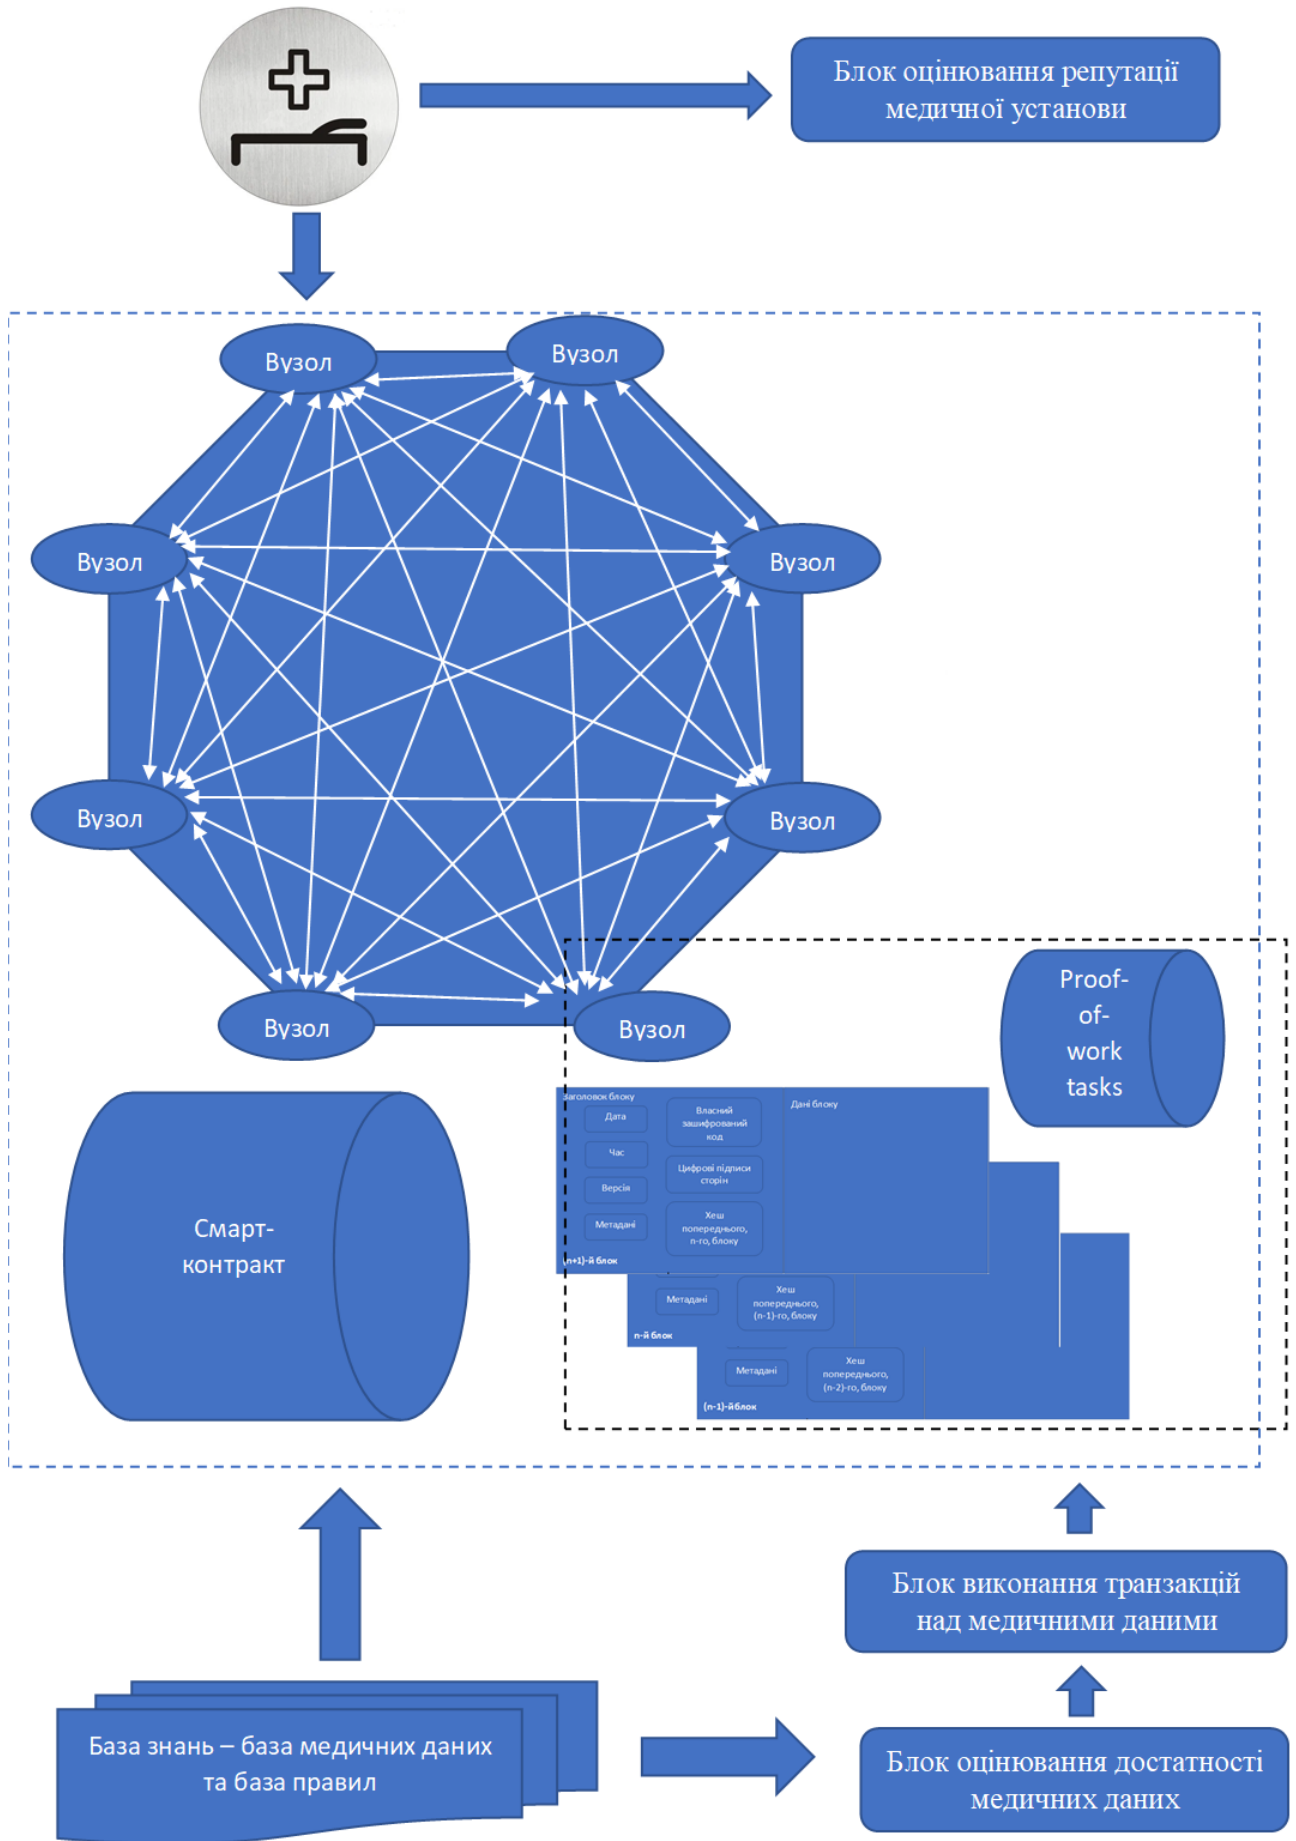 Блок оцінювання репутації
медичної установи
Вузол
Вузол
Вузол
Вузол
Вузол
Вузол
Вузол
Вузол
Proof-
of-
work
tasks
Заголовок блоку
Дата
Час
Версія
Метадані
Власний
зашифрований
код
Цифрові підписи
сторін
Хеш
попереднього,
n-го, блоку
Дані блоку
(n+1)-й блок
Метадані
Хеш
попереднього,
(n-1)-го, блоку
n-й блок
Метадані
Хеш
попереднього,
(n-2)-го, блоку
(n-1)-й блок
Смарт-
контракт
Блок виконання транзакцій
над медичними даними
База знань – база медичних даних
та база правил
Блок оцінювання достатності
медичних даних